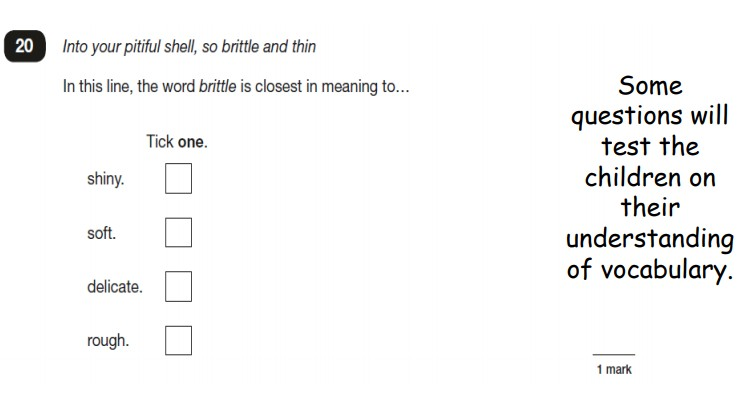 20 Into your pitiful shell, so brittle and thin
In this line, the word brittle is closest in meaning to…
Tick one.
shiny.
soft.
delicate.
rough.
1 mark
Some
questions will
test the
children on
their
understanding
of vocabulary.